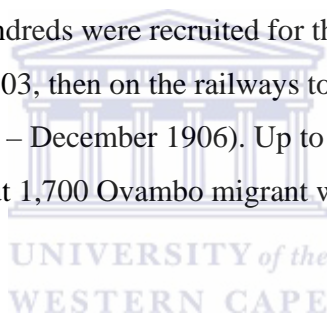 ndreds were recruited for th
03, then on the railways to
– December 1906). Up to
t 1,700 Ovambo migrant w
UNIVERSITY of the
WESTERN CAPE